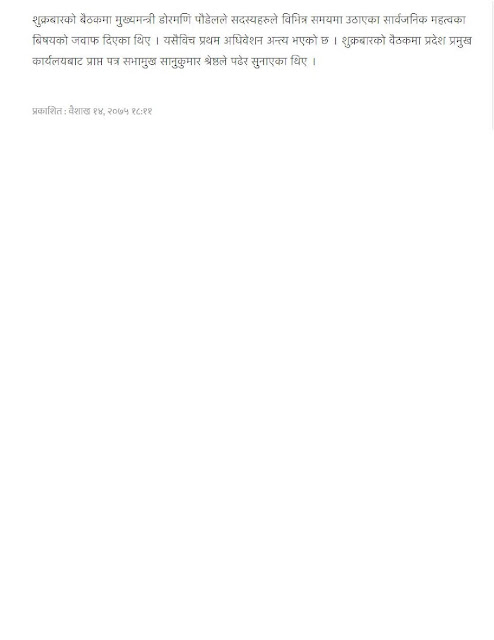 शुक्रबारको बैठकमा मुख्यमन्त्री डोरमणि पौडेलले सदस्यहरुले विभिन्न समयमा उठाएका सार्वजनिक महत्वका
बिषयको जवाफ दिएका थिए । यसैविच प्रथम अधिवेशन अन्त्य भएको छ । शुक्रबारको वैठकमा प्रदेश प्रमुख
कार्यलयबाट प्राप्त पत्र सभामुख सानुकुमार श्रेष्ठले पढेर सुनाएका थिए ।
प्रकाशित : वैशाख १४, २०७५ १८:११